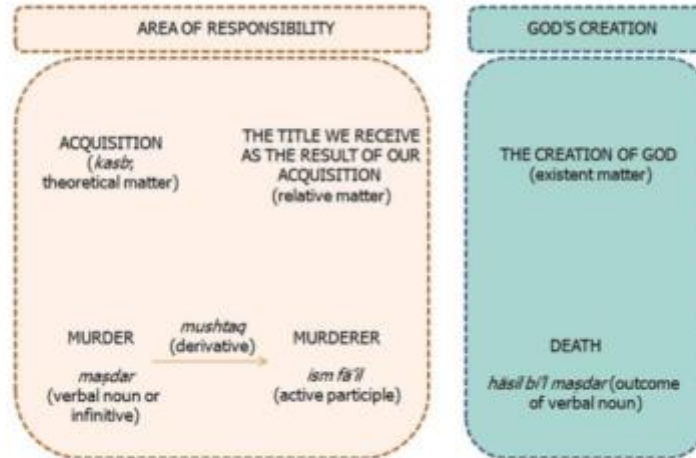 AREA OF RESPONSIBILITY
GOD'S CREATION
ACQUISITION
(kasb;
theoretical matter)
THE TITLE WE RECEIVE
AS THE RESULT OF OUR
ACQUISITION
(relative matter)
THE CREATION OF GOD
(existent matter)
MURDER
maṣdar
(verbal noun or
infinitive)
mushtaq
(derivative)
MURDERER
ism fā'il
(active participle)
DEATH
hāsil bi'l maṣdar (outcome
of verbal noun)